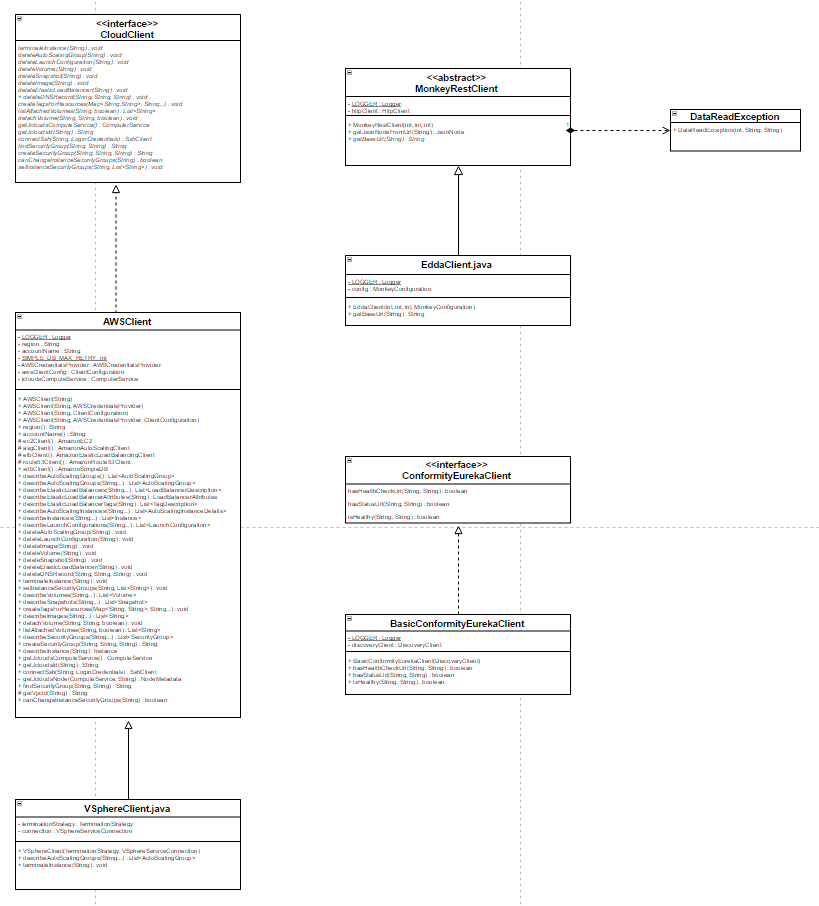 <<interface>>
CloudClient
terminateInstance(String) : void
deleteAutoScalingGroup(String) : void
deleteLaunchConfiguration(String) : void
deleteVolume(String) : void
deleteSnapshot(String) : void
deleteImage(String) : void
deleteElasticLoadBalancer(String) : void
+ deleteDNSRecord(String, String, String) : void
createTagsForResources(Map<String,String>, String...) : void
listAttachedVolumes(String, boolean) : List<String>
detachVolume(String, String, boolean) : void
getJcloudsComputeService() : ComputerService
getJcloudsId(String) : String
connectSsh(String, LoginCredentials) : SshClient
findSecurityGroup(String, String) : String
createSecurityGroup(String, String, String) : String
canChangeInstanceSecurityGroups(String) : boolean
setInstanceSecurityGroups(String, List<String>) : void
<<abstract>>
MonkeyRestClient
- LOGGER : Logger
- httpClient : HttpClient
+ MonkeyRestClient(int, int, int)
+ getJsonNodeFromUrl(String) : JsonNode
+ getBaseUrl(String) : String
1
DataReadException
+ DataReadException(int, String, String)
EddaClient.java
- LOGGER : Logger
- config : MonkeyConfiguration
+ EddaClient(int, int, int, MonkeyConfiguration)
+ getBaseUrl(String) : String
AWSClient
- LOGGER : Logger
- region : String
- accountName : String
- SIMPLE_DB_MAX_RETRY : int
- AWSCredentialsProvider : AWSCredentialsProvider
- awsClientConfig : ClientConfiguration
- jcloudsComputeService : ComputerService
+ AWSClient(String)
+ AWSClient(String, AWSCredentialsProvider)
+ AWSClient(String, ClientConfiguration)
+ AWSClient(String, AWSCredentialsProvider, ClientConfiguration)
+ region() : String
+ accountName() : String
# ec2Client() : AmazonEC2
# asgClient() : AmazonAutoScalingClient
# elbClient() : AmazonElasticLoadBalancingClient
# route53Client() : AmazonRoute53Client
+ sdbClient() : AmazonSimpleDB
+ describeAutoScalingGroups() : List<AutoScalingGroup>
+ describeAutoScalingGroups(String...) : List<AutoScalingGroup>
+ describeElasticLoadBalancers(String...) : List<LoadBalancerDescription>
+ describeElasticLoadBalancerAttributes(String) : LoadBalancerAttributes
+ describeElasticLoadBalancerTags(String) : List<TagDescription>
+ describeAutoScalingInstances(String...) : List<AutoScalingInstanceDetails>
+ describeInstances(String...) : List<Instance>
+ describeLaunchConfigurations(String...) : List<LaunchConfiguration>
+ deleteAutoScalingGroup(String) : void
+ deleteLaunchConfiguration(String) : void
+ deleteImage(String) : void
+ deleteVolume(String) : void
+ deleteSnapshot(String) : void
+ deleteElasticLoadBalancer(String) : void
+ deleteDNSRecord(String, String, String) : void
+ terminateInstance(String) : void
+ setInstanceSecurityGroups(String, List<String>) : void
+ describeVolumes(String...) : List<Volume>
+ describeSnapshots(String...) : List<Snapshot>
+ createTagsForResources(Map<String, String>, String...) : void
+ describeImages(String...) : List<String>
+ detachVolume(String, String, boolean) : void
+ listAttachedVolumes(String, boolean) : List<String>
+ describeSecurityGroups(String...) : List<SecurityGroup>
+ createSecurityGroup(String, String, String) : String
+ describeInstance(String) : Instance
+ getJcloudsComputeService() : ComputeService
+ getJcloudsId(String) : String
+ connectSsh(String, LoginCredentials) : SshClient
- getJcloudsNode(ComputeService, String) : NodeMetadata
+ findSecurityGroup(String, String) : String
# getVpcId(String) : String
+ canChangeInstanceSecurityGroups(String) : boolean
<<interface>>
ConformityEurekaClient
hasHealthCheckUrl(String, String) : boolean
hasStatusUrl(String, String) : boolean
isHealthy(String, String) : boolean
BasicConformityEurekaClient
- LOGGER : Logger
- discoveryClient : DiscoveryClient
+ BasicConformityEurekaClient(DiscoveryClient)
+ hasHealthCheckUrl(String, String) : boolean
+ hasStatusUrl(String, String) : boolean
+ isHealthy(String, String) : boolean
VSphereClient.java
- terminationStrategy : TerminationStrategy
- connection : VSphereServiceConnection
+ VSphereClient(TerminationStrategy, VSphereServiceConnection)
+ describeAutoScalingGroups(String...) : List<AutoScalingGroup>
+ terminateInstance(String) : void